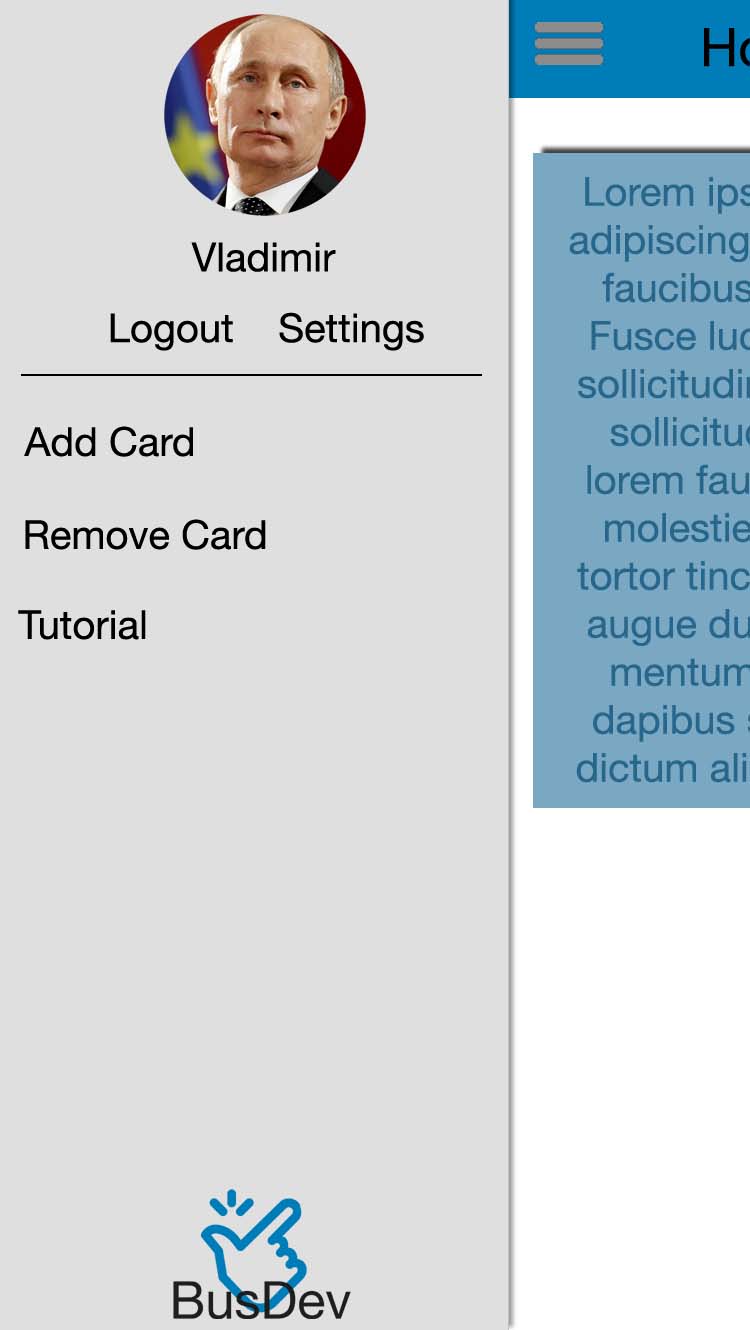 Vladimir
Logout Settings
Add Card
Remove Card
Tutorial
BusDev
Ho
Lorem ips
adipiscing
faucibus
Fusce luc
sollicitudin
sollicitud
lorem fau
molestie
tortor tinc
augue du
mentum
dapibus s
dictum ali